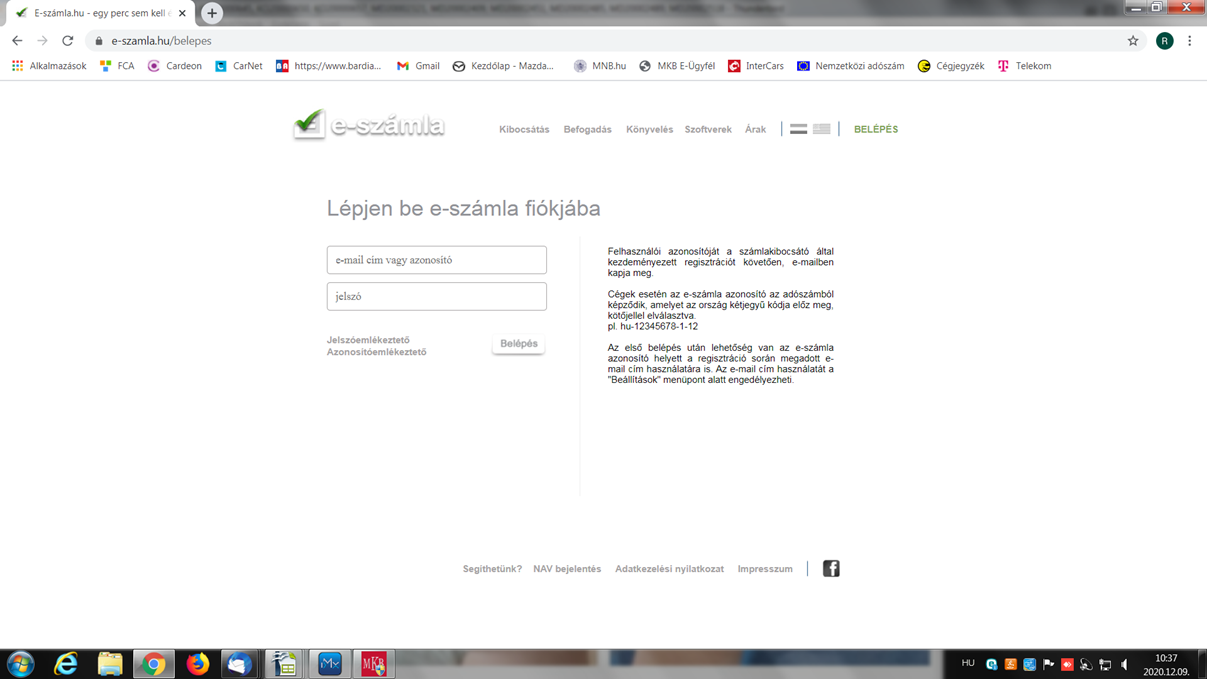 E-Számla.hu - egy perc sem kell
e-szamla.hu/belepes
R
Alkalmazások FCA Cardeon CarNet https://www.bardia... Gmail Kezdőlap - Mazda... MNB.hu MKB E-Ügyfél InterCars Nemzetközi adószám Cégjegyzék Telekom
e-számla
Kibocsátás Befogadás Könyvelés Szoftverek Árak BELÉPÉS
Lépjen be e-számla fiókjába
e-mail cím vagy azonosító
jelszó
Jelszóemlékeztető
Azonosítóemlékeztető
Belépés
Felhasználói azonosítóját a számlakibocsátó által
kezdeményezett regisztrációt követően, e-mailben
kapja meg.
Cégek esetén az e-számla azonosító az adószámból
képződik, amelyet az ország kétjegyű kódja előz meg,
kötőjellel elválasztva.
pl. hu-12345678-1-12
Az első belépés után lehetőség van az e-számla
azonosító helyett a regisztráció során megadott e-
mail cím használatára is. Az e-mail cím használatát a
"Beállítások" menüpont alatt engedélyezheti.
Segíthetünk? NAV bejelentés Adatkezelési nyilatkozat Impresszum
MKB
HU
10:37
2020.12.09.